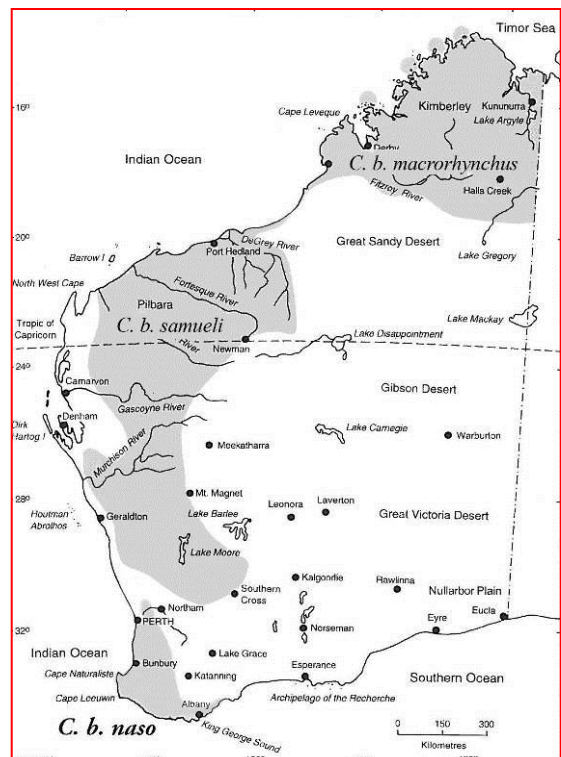 Timor Sea
16°
Cape Leveque
Kimberley
Kununurra
Lake Argyle
Indian Ocean
Derby
C. b. macrorhynchus
Fitzroy River
Halls Creek
20°
DeGrey River
Great Sandy Desert
Port Hedland
Barrow I
Lake Gregory
North West Cape
Fortesque River
Pilbara
Lake Mackay
Tropic of
Capricorn
C. b. samueli
River
Newman
Lake Disappointment
24°
Gibson Desert
Carnarvon
Gascoyne River
Denham
Dirk
Hartog I
Lake Carnegie
Warburton
Meekatharra
Murchison River
28°
Mt. Magnet
Leonora
Laverton
Houtman
Abrolhos
Geraldton
Lake Barlee
Great Victoria Desert
Lake Moore
Kalgoorlie
Rawlinna
Southern
Cross
Nullarbor Plain
Northam
Eucla
PERTH
Norseman
Eyre
32°
Indian Ocean
Lake Grace
Cape Naturaliste
Bunbury
Katanning
Esperance
Southern Ocean
Cape Leeuwin
Albany
Archipelago of the Recherche
C. b. naso
King George Sound
0 150 300
Kilometres